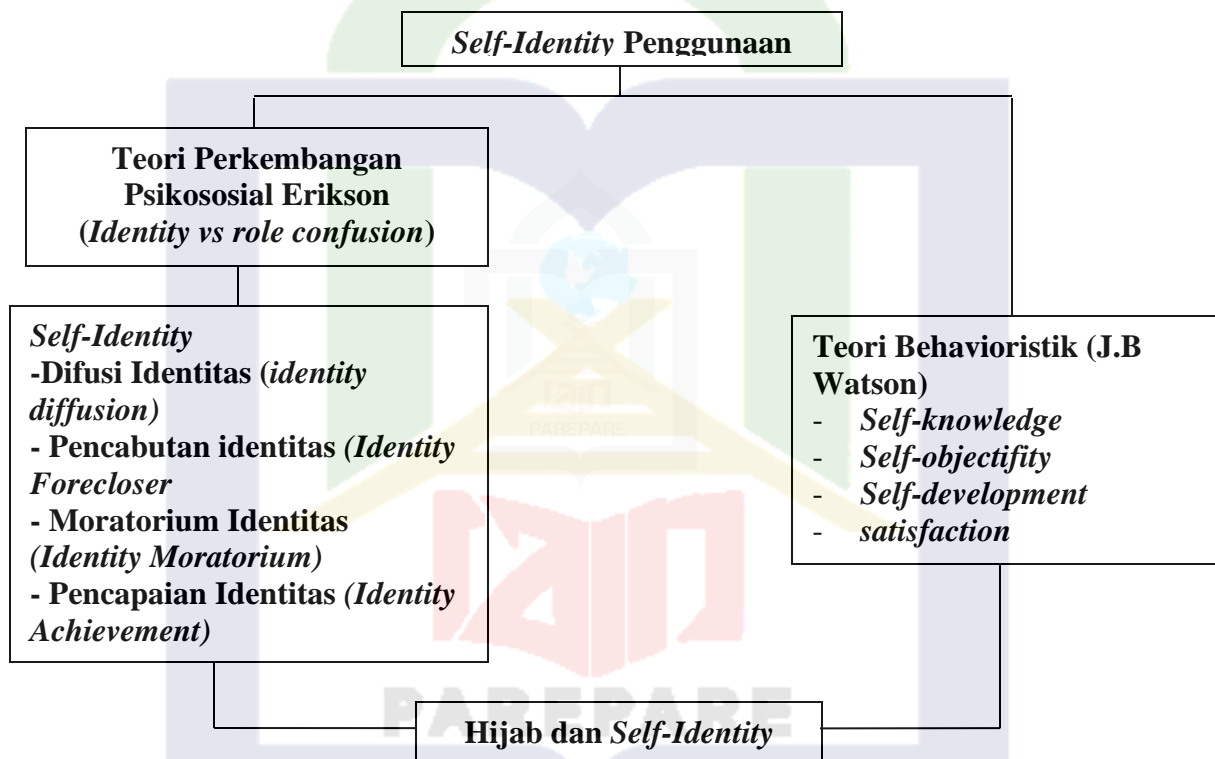 Self-Identity Penggunaan
Teori Perkembangan
Psikososial Erikson
(Identity vs role confusion)
Self-Identity
-Difusi Identitas (identity
diffusion)
- Pencabutan identitas (Identity
Forecloser
- Moratorium Identitas
(Identity Moratorium)
- Pencapaian Identitas (Identity
Achievement)
Teori Behavioristik (J.B
Watson)
- Self-knowledge
- Self-objectifity
- Self-development
- satisfaction
PAREPARE
iain
PAREPARE
Hijab dan Self-Identity